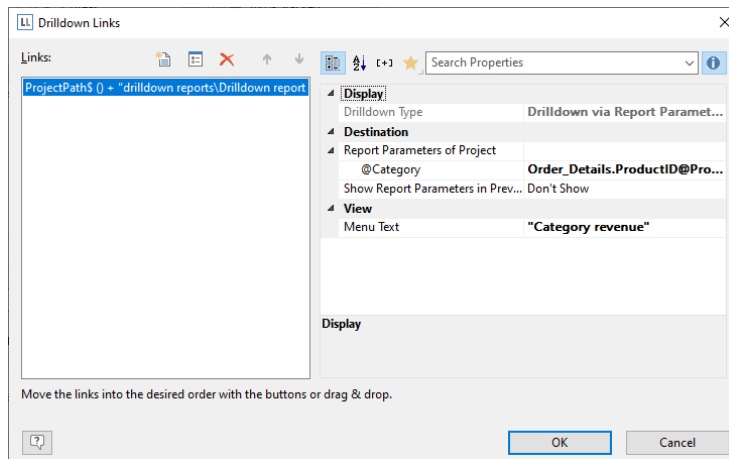 LL Drilldown Links
Links:
Search Properties
ProjectPath$ () + "drilldown reports\Drilldown report
Display
Drilldown Type Drilldown via Report Paramet...
Destination
Report Parameters of Project
@Category Order_Details.ProductID@Pro...
Show Report Parameters in Prev... Don't Show
View
Menu Text "Category revenue"
Display
Move the links into the desired order with the buttons or drag & drop.
OK Cancel